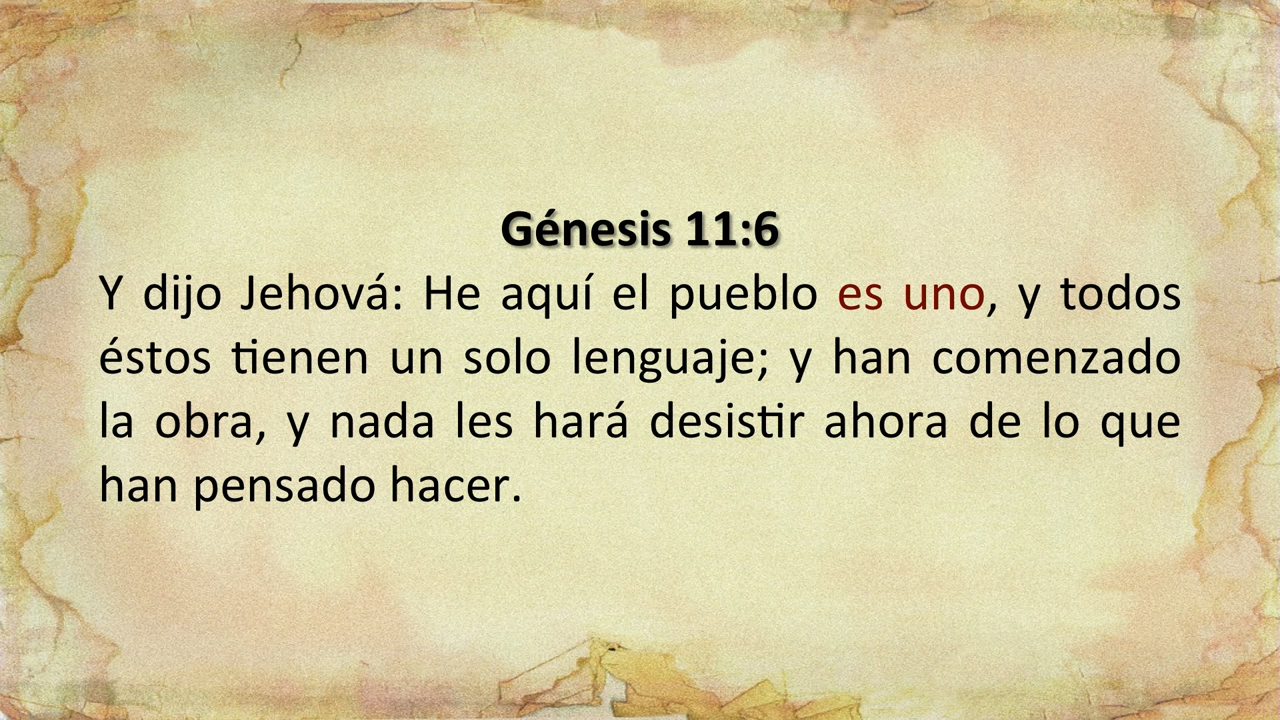 Génesis 11:6
Y dijo Jehová: He aquí el pueblo es uno, y todos
éstos tienen un solo lenguaje; y han comenzado
la obra, y nada les hará desistir ahora de lo que
han pensado hacer.